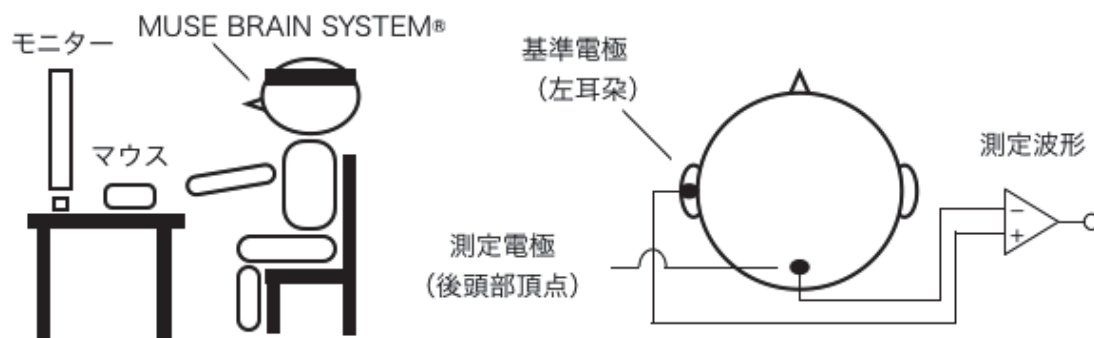 MUSE BRAIN SYSTEM®
モニター
マウス
基準電極
(左耳朶)
測定波形
測定電極
(後頭部頂点)
−
+